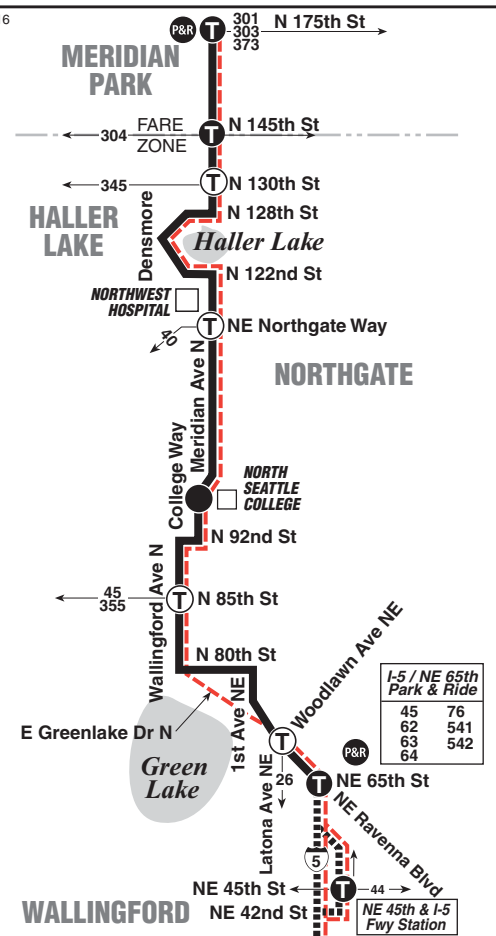 6
P&R
T
301
303
373
N 175th St
MERIDIAN
PARK
304
FARE
ZONE
T
N 145th St
345
T
N 130th St
HALLER
LAKE
N 128th St
Densmore
Haller Lake
N 122nd St
NORTHWEST
HOSPITAL
T
NE Northgate Way
40
Meridian Ave N
NORTHGATE
College Way
NORTH
SEATTLE
COLLEGE
N 92nd St
Wallingford Ave N
45
355
T
N 85th St
N 80th St
Woodlawn Ave NE
1st Ave NE
E Greenlake Dr N
Green
Lake
T
I-5 / NE 65th
Park & Ride
45 76
62 541
63 542
64
P&R
26
Latona Ave NE
T
NE 65th St
NE Ravenna Blvd
5
NE 45th St
T
44
WALLINGFORD
NE 42nd St
NE 45th & I-5
Fwy Station